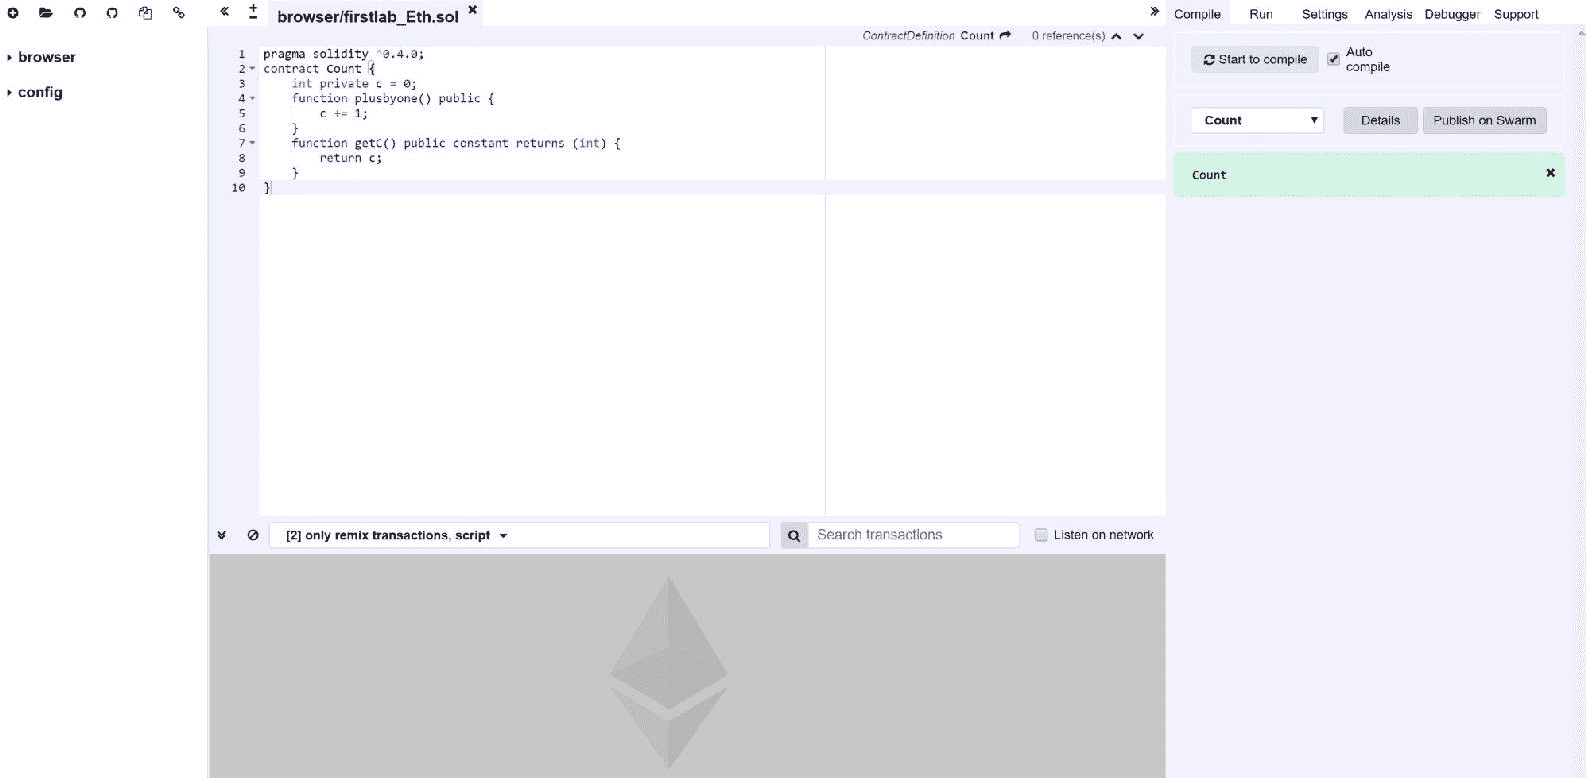 browser/firstlab_Eth.sol
Compile Run Settings Analysis Debugger Support
browser
config
ContractDefinition Count 0 reference(s)
1 pragma solidity ^0.4.0;
2 contract Count {
3 int private c = 0;
4 function plusbyone() public {
5 c += 1;
6 }
7 function getC() public constant returns (int) {
8 return c;
9 }
10 }
Start to compile Auto compile
Count Details Publish on Swarm
Count
[2] only remix transactions, script Search transactions Listen on network